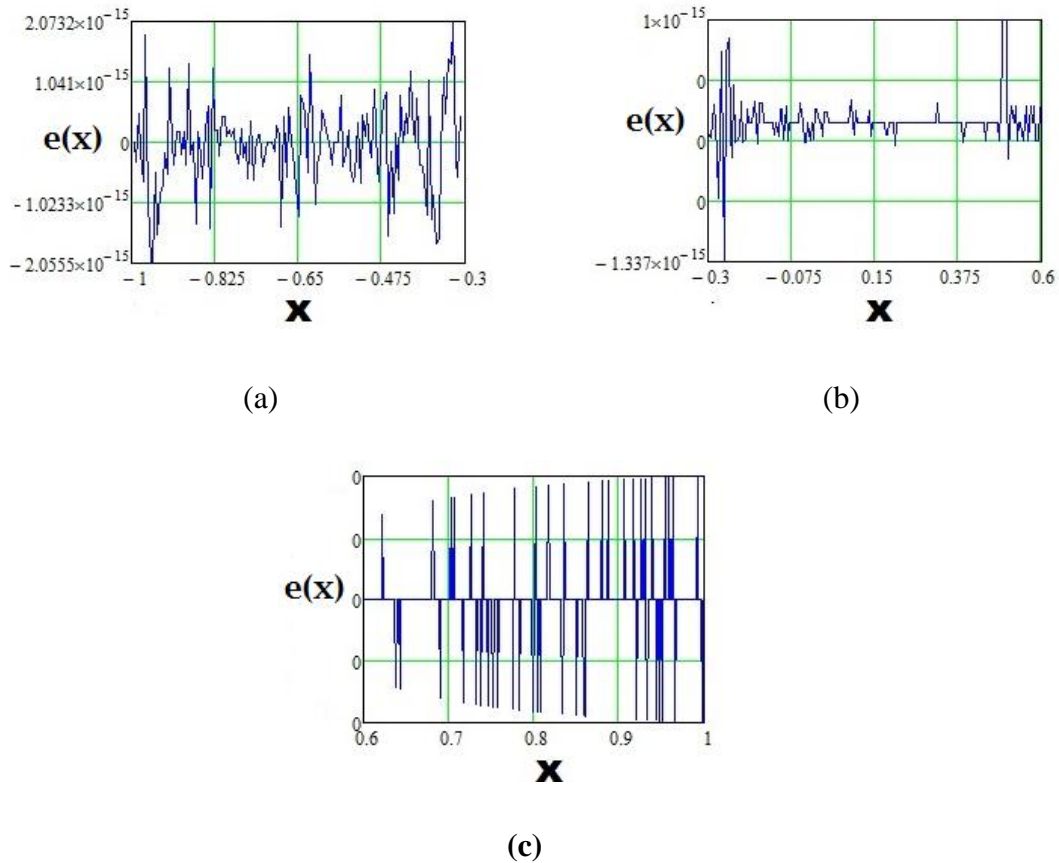 2.0732×10⁻¹⁵
1.041×10⁻¹⁵
e(x) 0
−1.0233×10⁻¹⁵
−2.0555×10⁻¹⁵
−1 −0.825 −0.65 −0.475 −0.3
x
(a)
1×10⁻¹⁵
0
e(x) 0
0
−1.337×10⁻¹⁵
−0.3 −0.075 0.15 0.375 0.6
x
(b)
0
0
e(x) 0
0
0
0.6 0.7 0.8 0.9 1
x
(c)